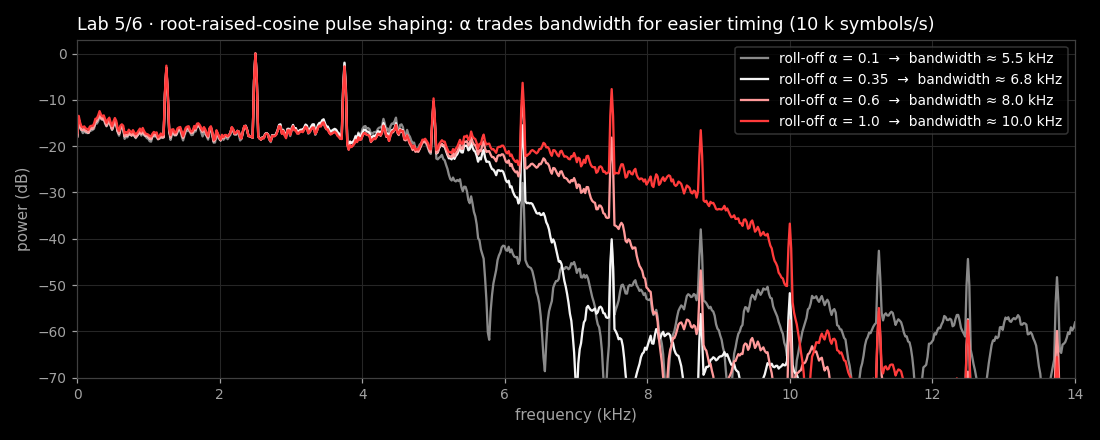 Lab 5/6 · root-raised-cosine pulse shaping: α trades bandwidth for easier timing (10 k symbols/s)
roll-off α = 0.1 → bandwidth ≈ 5.5 kHz
roll-off α = 0.35 → bandwidth ≈ 6.8 kHz
roll-off α = 0.6 → bandwidth ≈ 8.0 kHz
roll-off α = 1.0 → bandwidth ≈ 10.0 kHz
power (dB)
0
−10
−20
−30
−40
−50
−60
−70
0 2 4 6 8 10 12 14
frequency (kHz)